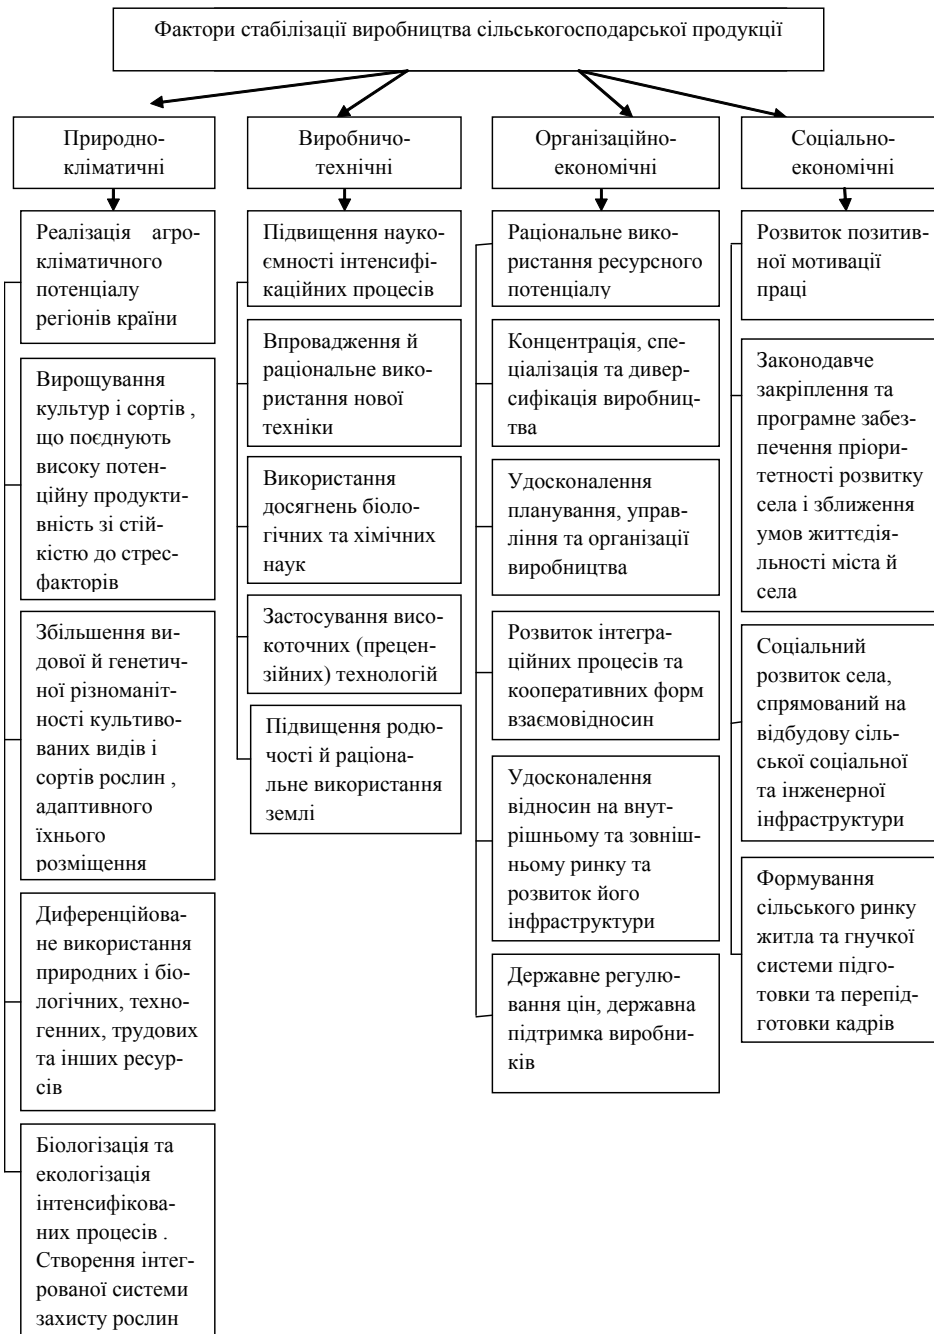 Фактори стабілізації виробництва сільськогосподарської продукції
Природно-
кліматичні
Виробничо-
технічні
Організаційно-
економічні
Соціально-
економічні
Реалізація агро-
кліматичного
потенціалу
регіонів країни
Вирощування
культур і сортів ,
що поєднують
високу потен-
ційну продукти-
вність зі стій-
кістю до стрес-
факторів
Збільшення ви-
дової й генетич-
ної різноманіт-
ності культиво-
ваних видів і
сортів рослин ,
адаптивного
їхнього
розміщення
Диференційова-
не використання
природних і біо-
логічних, техно-
генних, трудових
та інших ресур-
сів
Біологізація та
екологізація
інтенсифікова-
них процесів .
Створення інтег-
рованої системи
захисту рослин
Підвищення науко-
ємності інтенсифі-
каційних процесів
Впровадження й
раціональне вико-
ристання нової
техніки
Використання
досягнень біоло-
гічних та хімічних
наук
Застосування висо-
коточних (прецен-
зійних) технологій
Підвищення родю-
чості й раціона-
льне використання
землі
Раціональне вико-
ристання ресурсного
потенціалу
Концентрація, спе-
ціалізація та дивер-
сифікація виробниц-
тва
Удосконалення
планування, управ-
ління та організації
виробництва
Розвиток інтегра-
ційних процесів та
кооперативних форм
взаємовідносин
Удосконалення
відносин на внут-
рішньому та зовніш-
ньому ринку та
розвиток його
інфраструктури
Державне регулю-
вання цін, державна
підтримка виробни-
ків
Розвиток позитив-
ної мотивації
праці
Законодавче
закріплення та
програмне забез-
печення пріори-
тетності розвитку
села і зближення
умов життєдія-
льності міста й
села
Соціальний
розвиток села,
спрямований на
відбудову сіль-
ської соціальної
та інженерної
інфраструктури
Формування
сільського ринку
житла та гнучкої
системи підго-
товки та перепід-
готовки кадрів